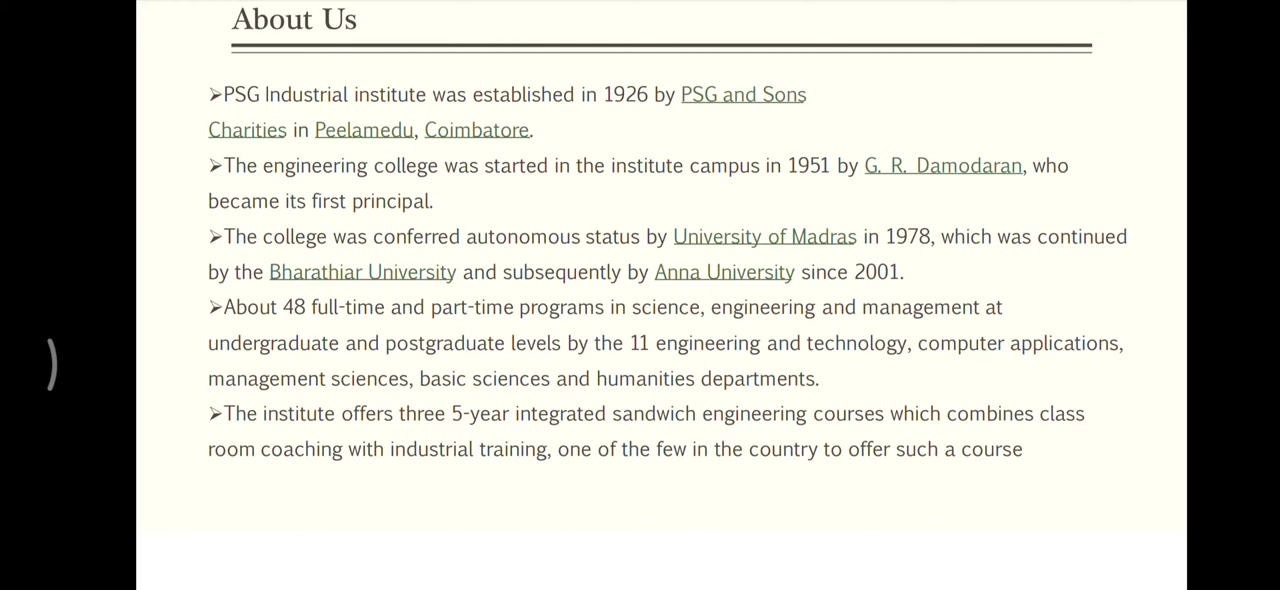 About Us
➢PSG Industrial institute was established in 1926 by PSG and Sons
Charities in Peelamedu, Coimbatore.
➢The engineering college was started in the institute campus in 1951 by G. R. Damodaran, who
became its first principal.
➢The college was conferred autonomous status by University of Madras in 1978, which was continued
by the Bharathiar University and subsequently by Anna University since 2001.
➢About 48 full-time and part-time programs in science, engineering and management at
undergraduate and postgraduate levels by the 11 engineering and technology, computer applications,
management sciences, basic sciences and humanities departments.
➢The institute offers three 5-year integrated sandwich engineering courses which combines class
room coaching with industrial training, one of the few in the country to offer such a course